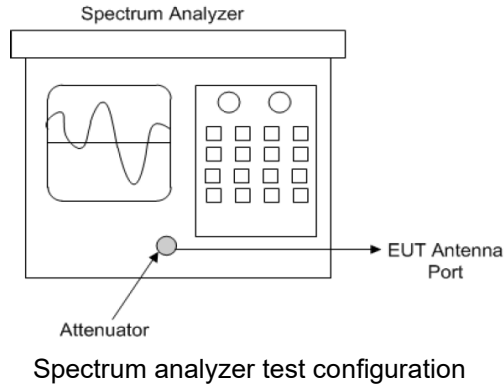 Spectrum Analyzer
EUT Antenna
Port
Attenuator
Spectrum analyzer test configuration